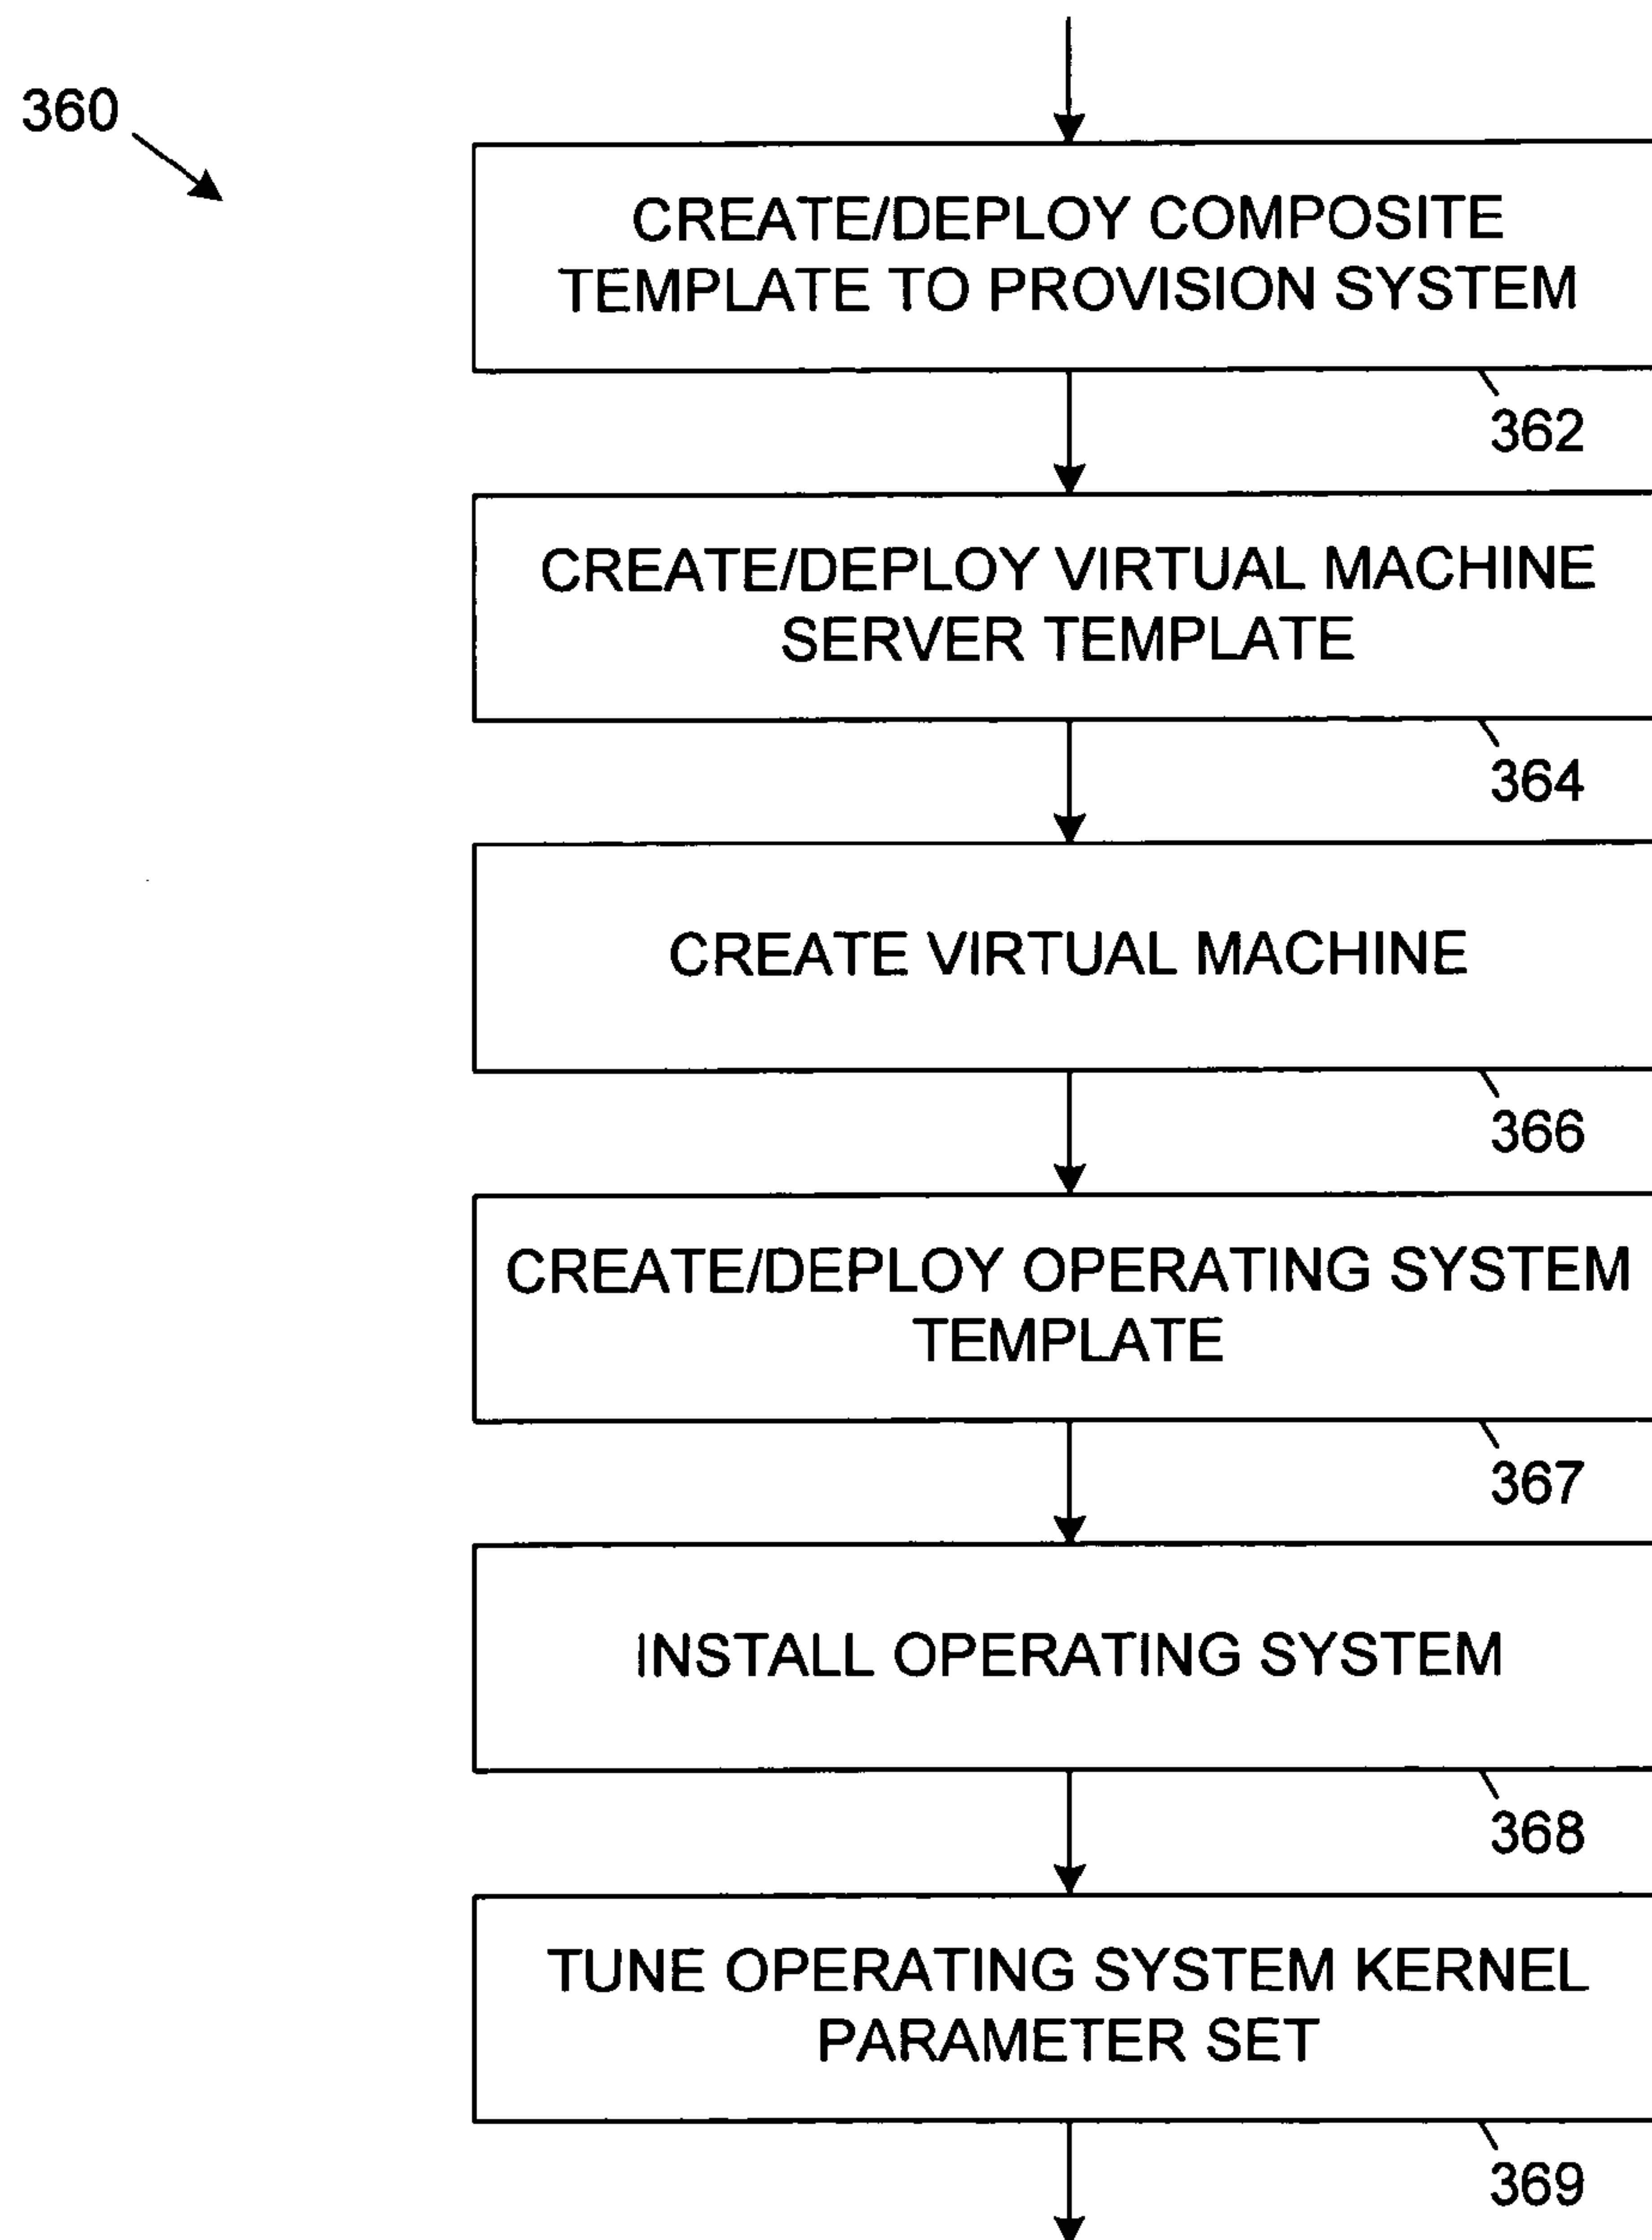 360
CREATE/DEPLOY COMPOSITE
TEMPLATE TO PROVISION SYSTEM
362
CREATE/DEPLOY VIRTUAL MACHINE
SERVER TEMPLATE
364
CREATE VIRTUAL MACHINE
366
CREATE/DEPLOY OPERATING SYSTEM
TEMPLATE
367
INSTALL OPERATING SYSTEM
368
TUNE OPERATING SYSTEM KERNEL
PARAMETER SET
369